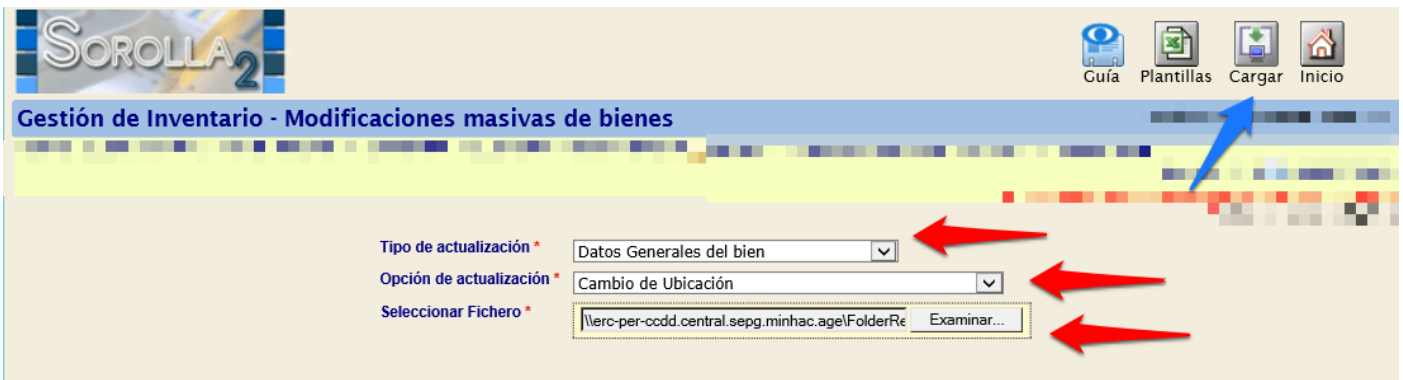 SOROLLA2
Guía Plantillas Cargar Inicio
Gestión de Inventario - Modificaciones masivas de bienes
Tipo de actualización * Datos Generales del bien
Opción de actualización * Cambio de Ubicación
Seleccionar Fichero * \\erc-per-ccdd.central.sepg.minhac.age\FolderRe Examinar...